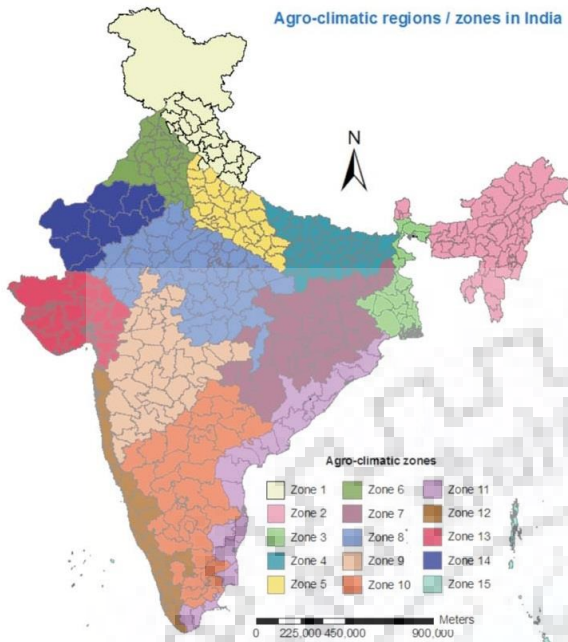 Agro-climatic regions / zones in India
N
Agro-climatic zones
Zone 1 Zone 6 Zone 11
Zone 2 Zone 7 Zone 12
Zone 3 Zone 8 Zone 13
Zone 4 Zone 9 Zone 14
Zone 5 Zone 10 Zone 15
Meters
0 225,000 450,000 900,000